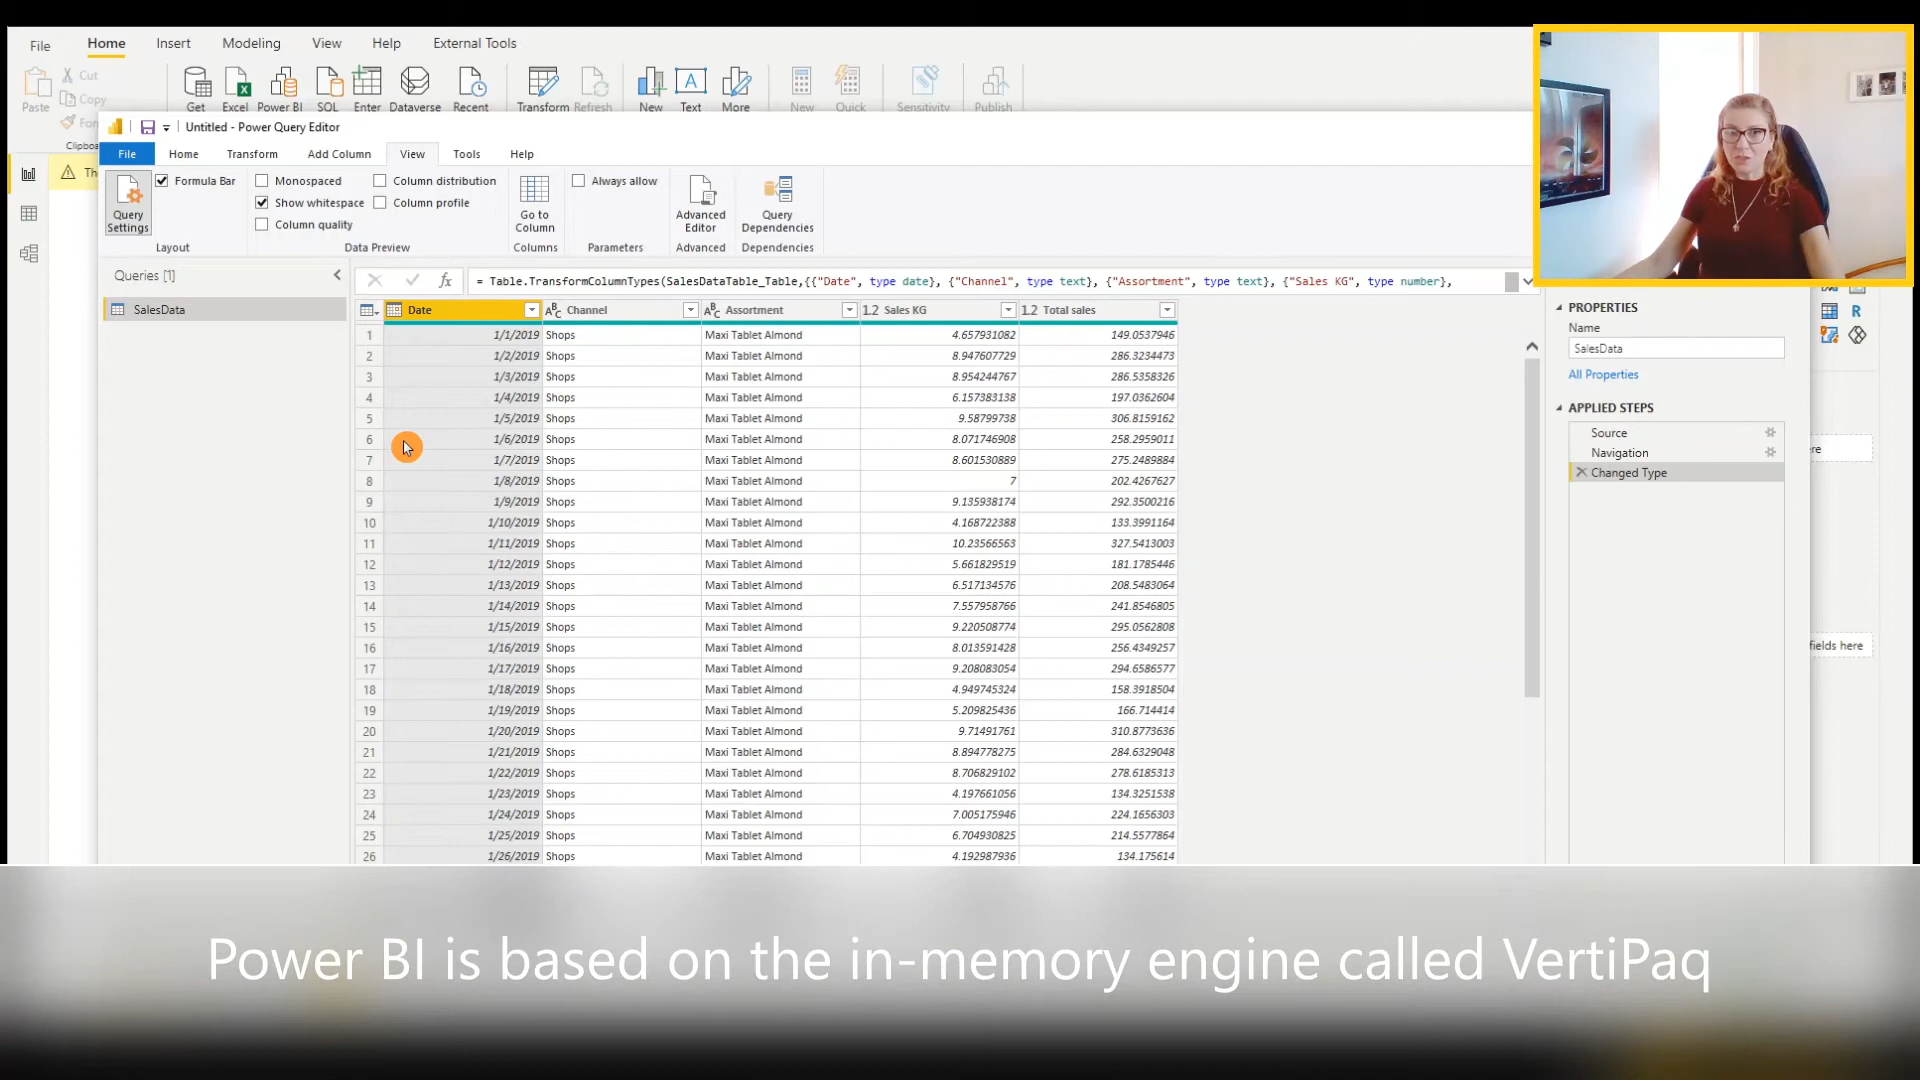 File Home Insert Modeling View Help External Tools
Paste Cut Copy
Get Excel Power BI SQL Enter Dataverse Recent Transform Refresh New Text More New Quick Sensitivity Publish
Untitled - Power Query Editor
File Home Transform Add Column View Tools Help
Query Settings Formula Bar Monospaced Show whitespace Column quality Column distribution Column profile Go to Column Always allow Advanced Editor Query Dependencies
Layout Data Preview Columns Parameters Advanced Dependencies
Queries [1]
= Table.TransformColumnTypes(SalesDataTable_Table,{{"Date", type date}, {"Channel", type text}, {"Assortment", type text}, {"Sales KG", type number},
SalesData
Date Channel Assortment 1.2 Sales KG 1.2 Total sales
1 1/1/2019 Shops Maxi Tablet Almond 4.657931082 149.0537946
2 1/2/2019 Shops Maxi Tablet Almond 8.947607729 286.3234473
3 1/3/2019 Shops Maxi Tablet Almond 8.954244767 286.5358326
4 1/4/2019 Shops Maxi Tablet Almond 6.157383138 197.0362604
5 1/5/2019 Shops Maxi Tablet Almond 9.58799738 306.8159162
6 1/6/2019 Shops Maxi Tablet Almond 8.071746908 258.2959011
7 1/7/2019 Shops Maxi Tablet Almond 8.601530889 275.2489884
8 1/8/2019 Shops Maxi Tablet Almond 7 202.4267627
9 1/9/2019 Shops Maxi Tablet Almond 9.135938174 292.3500216
10 1/10/2019 Shops Maxi Tablet Almond 4.168722388 133.3991164
11 1/11/2019 Shops Maxi Tablet Almond 10.23566563 327.5413003
12 1/12/2019 Shops Maxi Tablet Almond 5.661829519 181.1785446
13 1/13/2019 Shops Maxi Tablet Almond 6.517134576 208.5483064
14 1/14/2019 Shops Maxi Tablet Almond 7.557958766 241.8546805
15 1/15/2019 Shops Maxi Tablet Almond 9.220508774 295.0562808
16 1/16/2019 Shops Maxi Tablet Almond 8.013591428 256.4349257
17 1/17/2019 Shops Maxi Tablet Almond 9.208083054 294.6586577
18 1/18/2019 Shops Maxi Tablet Almond 4.949745324 158.3918504
19 1/19/2019 Shops Maxi Tablet Almond 5.209825436 166.714414
20 1/20/2019 Shops Maxi Tablet Almond 9.71491761 310.8773636
21 1/21/2019 Shops Maxi Tablet Almond 8.894778275 284.6329048
22 1/22/2019 Shops Maxi Tablet Almond 8.706829102 278.6185313
23 1/23/2019 Shops Maxi Tablet Almond 4.197661056 134.3251538
24 1/24/2019 Shops Maxi Tablet Almond 7.005175946 224.1656303
25 1/25/2019 Shops Maxi Tablet Almond 6.704930825 214.5577864
26 1/26/2019 Shops Maxi Tablet Almond 4.192987936 134.175614
PROPERTIES
Name
SalesData
All Properties
APPLIED STEPS
Source
Navigation
Changed Type
fields here
Power BI is based on the in-memory engine called VertiPaq